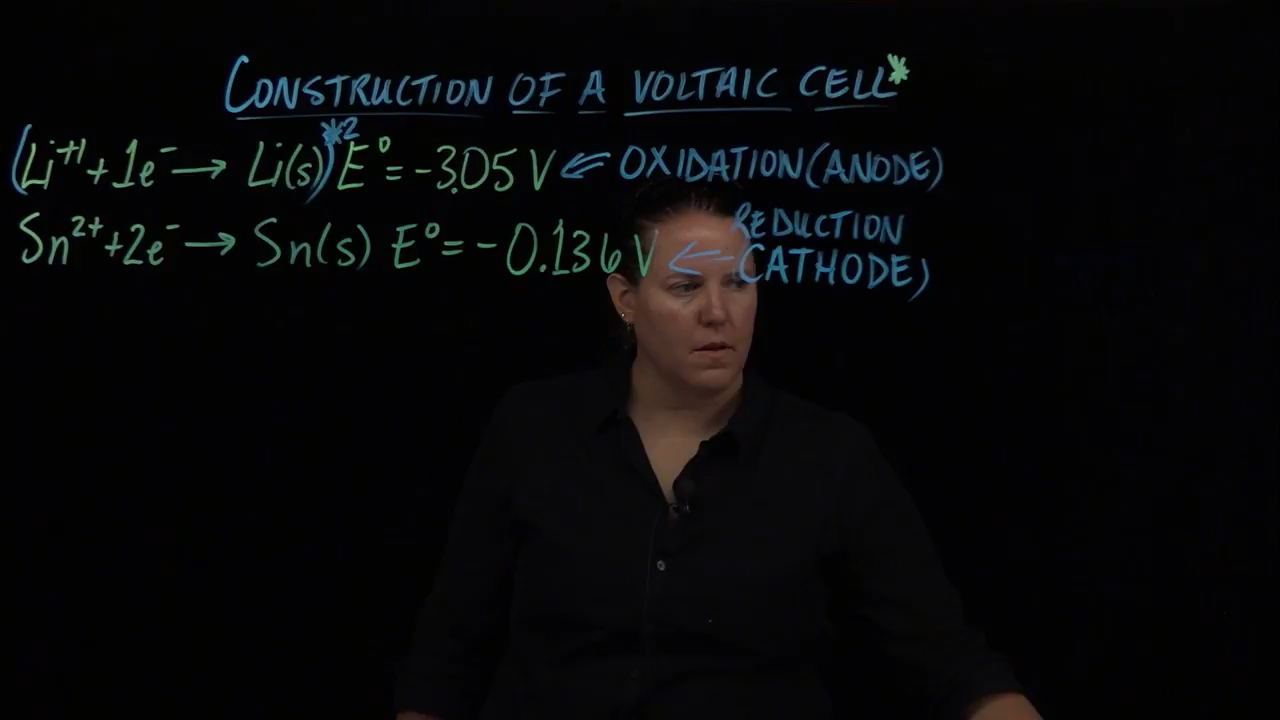 CONSTRUCTION OF A VOLTAIC CELL*
(Li⁺¹ + 1e⁻ → Li(s))*2 E° = -3.05 V ← OXIDATION (ANODE)
Sn²⁺ + 2e⁻ → Sn(s) E° = -0.136 V ← REDUCTION
CATHODE)